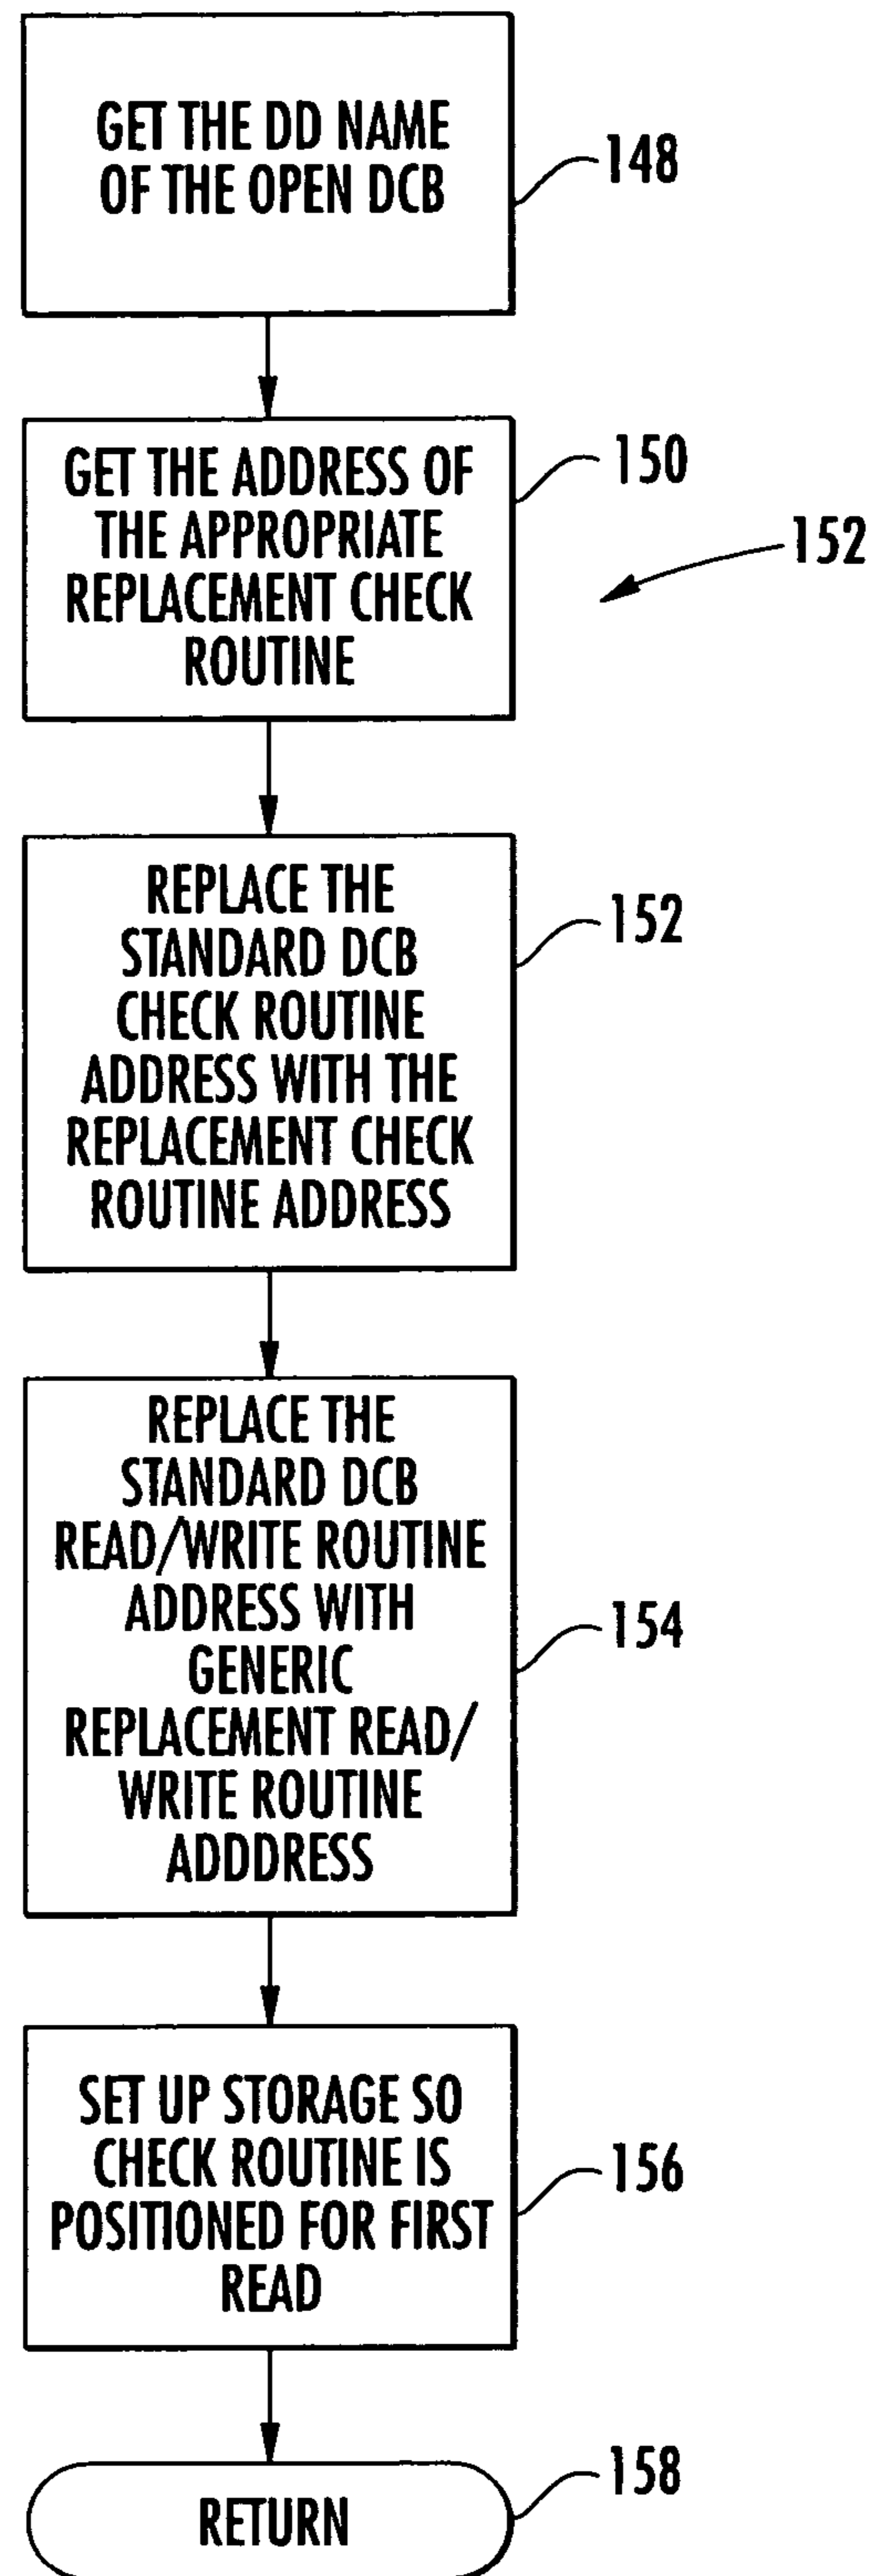 GET THE DD NAME
OF THE OPEN DCB
148
GET THE ADDRESS OF
THE APPROPRIATE
REPLACEMENT CHECK
ROUTINE
150
152
REPLACE THE
STANDARD DCB
CHECK ROUTINE
ADDRESS WITH THE
REPLACEMENT CHECK
ROUTINE ADDRESS
152
REPLACE THE
STANDARD DCB
READ/WRITE ROUTINE
ADDRESS WITH
GENERIC
REPLACEMENT READ/
WRITE ROUTINE
ADDDRESS
154
SET UP STORAGE SO
CHECK ROUTINE IS
POSITIONED FOR FIRST
READ
156
RETURN
158